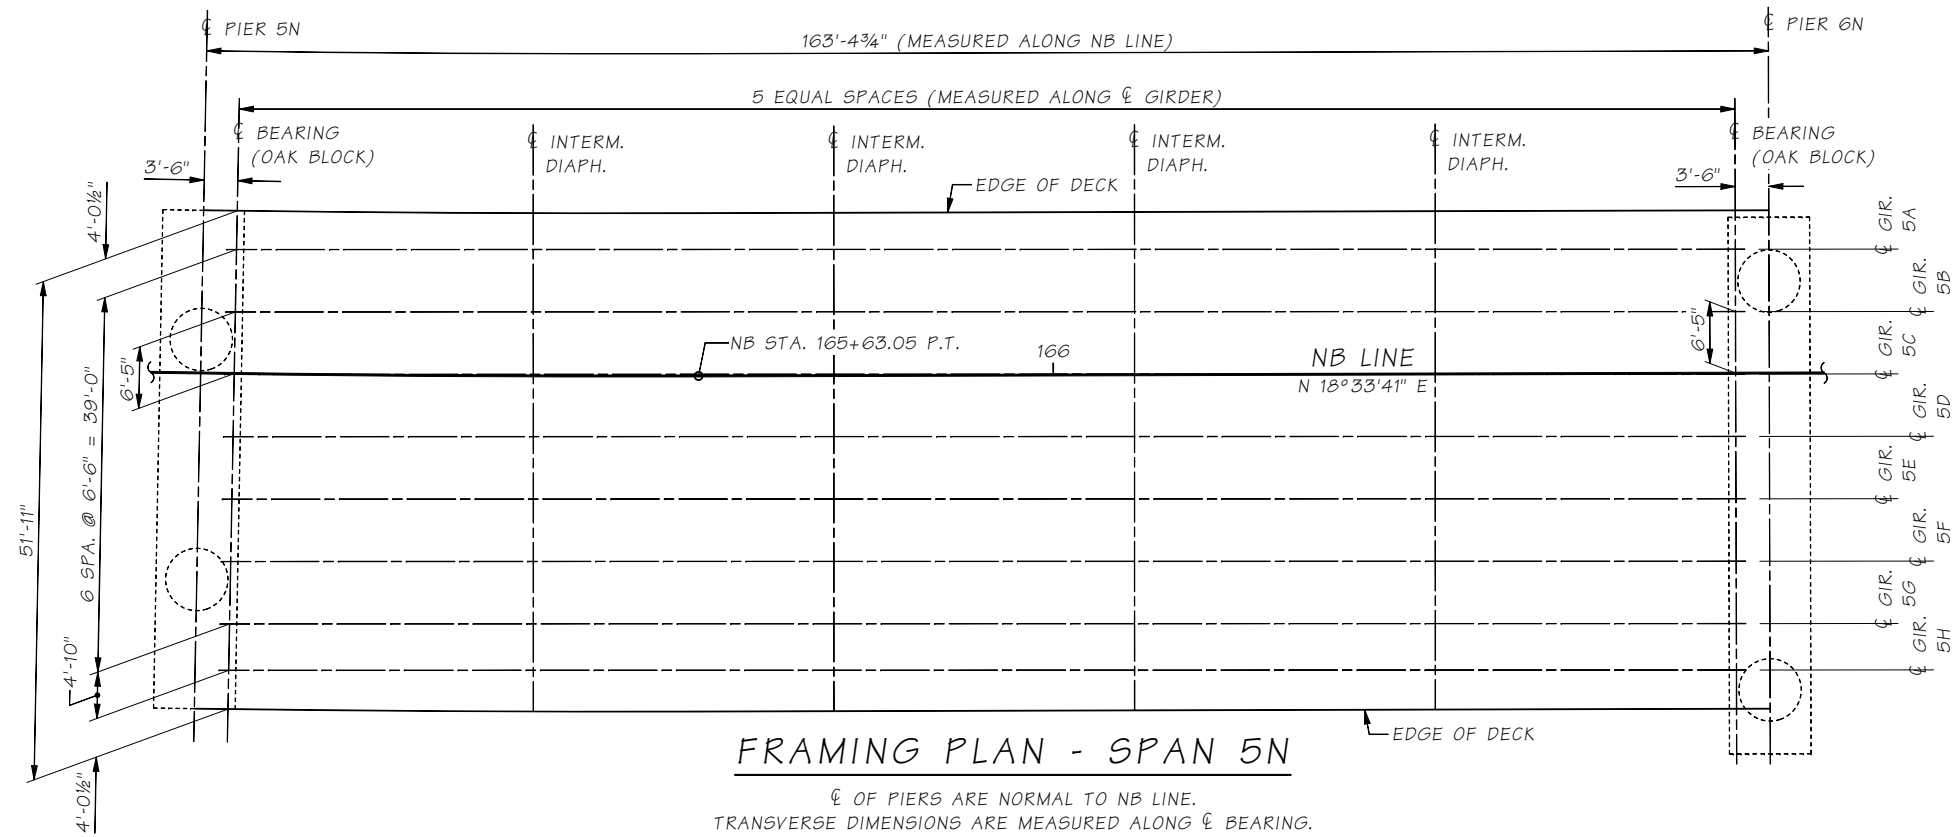 ℄ PIER 5N
163'-4¾" (MEASURED ALONG NB LINE)
℄ PIER 6N
5 EQUAL SPACES (MEASURED ALONG ℄ GIRDER)
℄ BEARING
(OAK BLOCK)
℄ INTERM.
DIAPH.
℄ INTERM.
DIAPH.
℄ INTERM.
DIAPH.
℄ INTERM.
DIAPH.
℄ BEARING
(OAK BLOCK)
3'-6"
3'-6"
EDGE OF DECK
4'-0½"
51'-11"
6 SPA. @ 6'-6" = 39'-0"
6'-5"
4'-10"
4'-0½"
NB STA. 165+63.05 P.T.
166
NB LINE
N 18°33'41" E
6'-5"
℄ GIR.
5A
℄ GIR.
5B
℄ GIR.
5C
℄ GIR.
5D
℄ GIR.
5E
℄ GIR.
5F
℄ GIR.
5G
℄ GIR.
5H
EDGE OF DECK
FRAMING PLAN - SPAN 5N
℄ OF PIERS ARE NORMAL TO NB LINE.
TRANSVERSE DIMENSIONS ARE MEASURED ALONG ℄ BEARING.